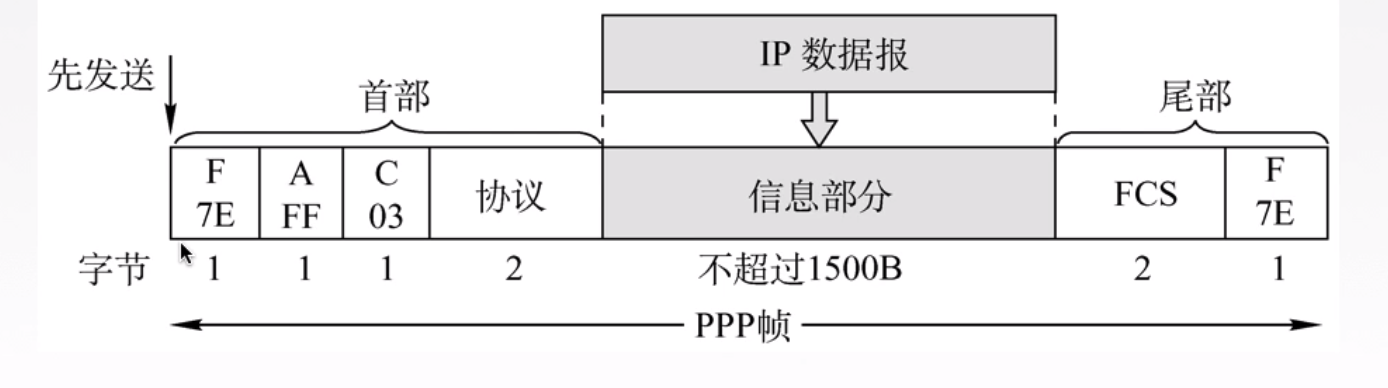 IP 数据报
先发送
首部
尾部
F
7E
A
FF
C
03
协议
信息部分
FCS
F
7E
字节 1 1 1 2 不超过1500B 2 1
PPP帧